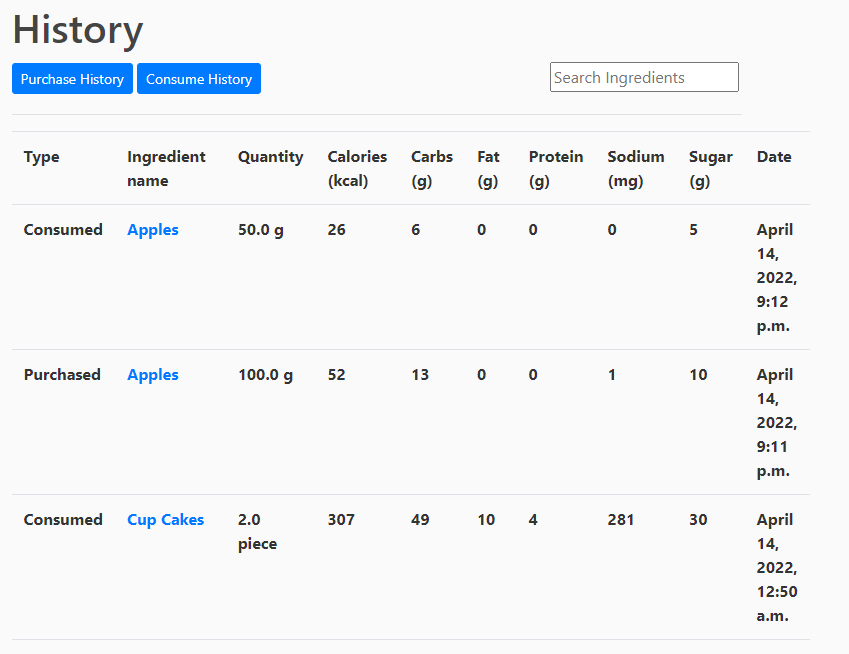 History
Purchase History Consume History Search Ingredients
Type Ingredient name Quantity Calories (kcal) Carbs (g) Fat (g) Protein (g) Sodium (mg) Sugar (g) Date
Consumed Apples 50.0 g 26 6 0 0 0 5 April 14, 2022, 9:12 p.m.
Purchased Apples 100.0 g 52 13 0 0 1 10 April 14, 2022, 9:11 p.m.
Consumed Cup Cakes 2.0 piece 307 49 10 4 281 30 April 14, 2022, 12:50 a.m.